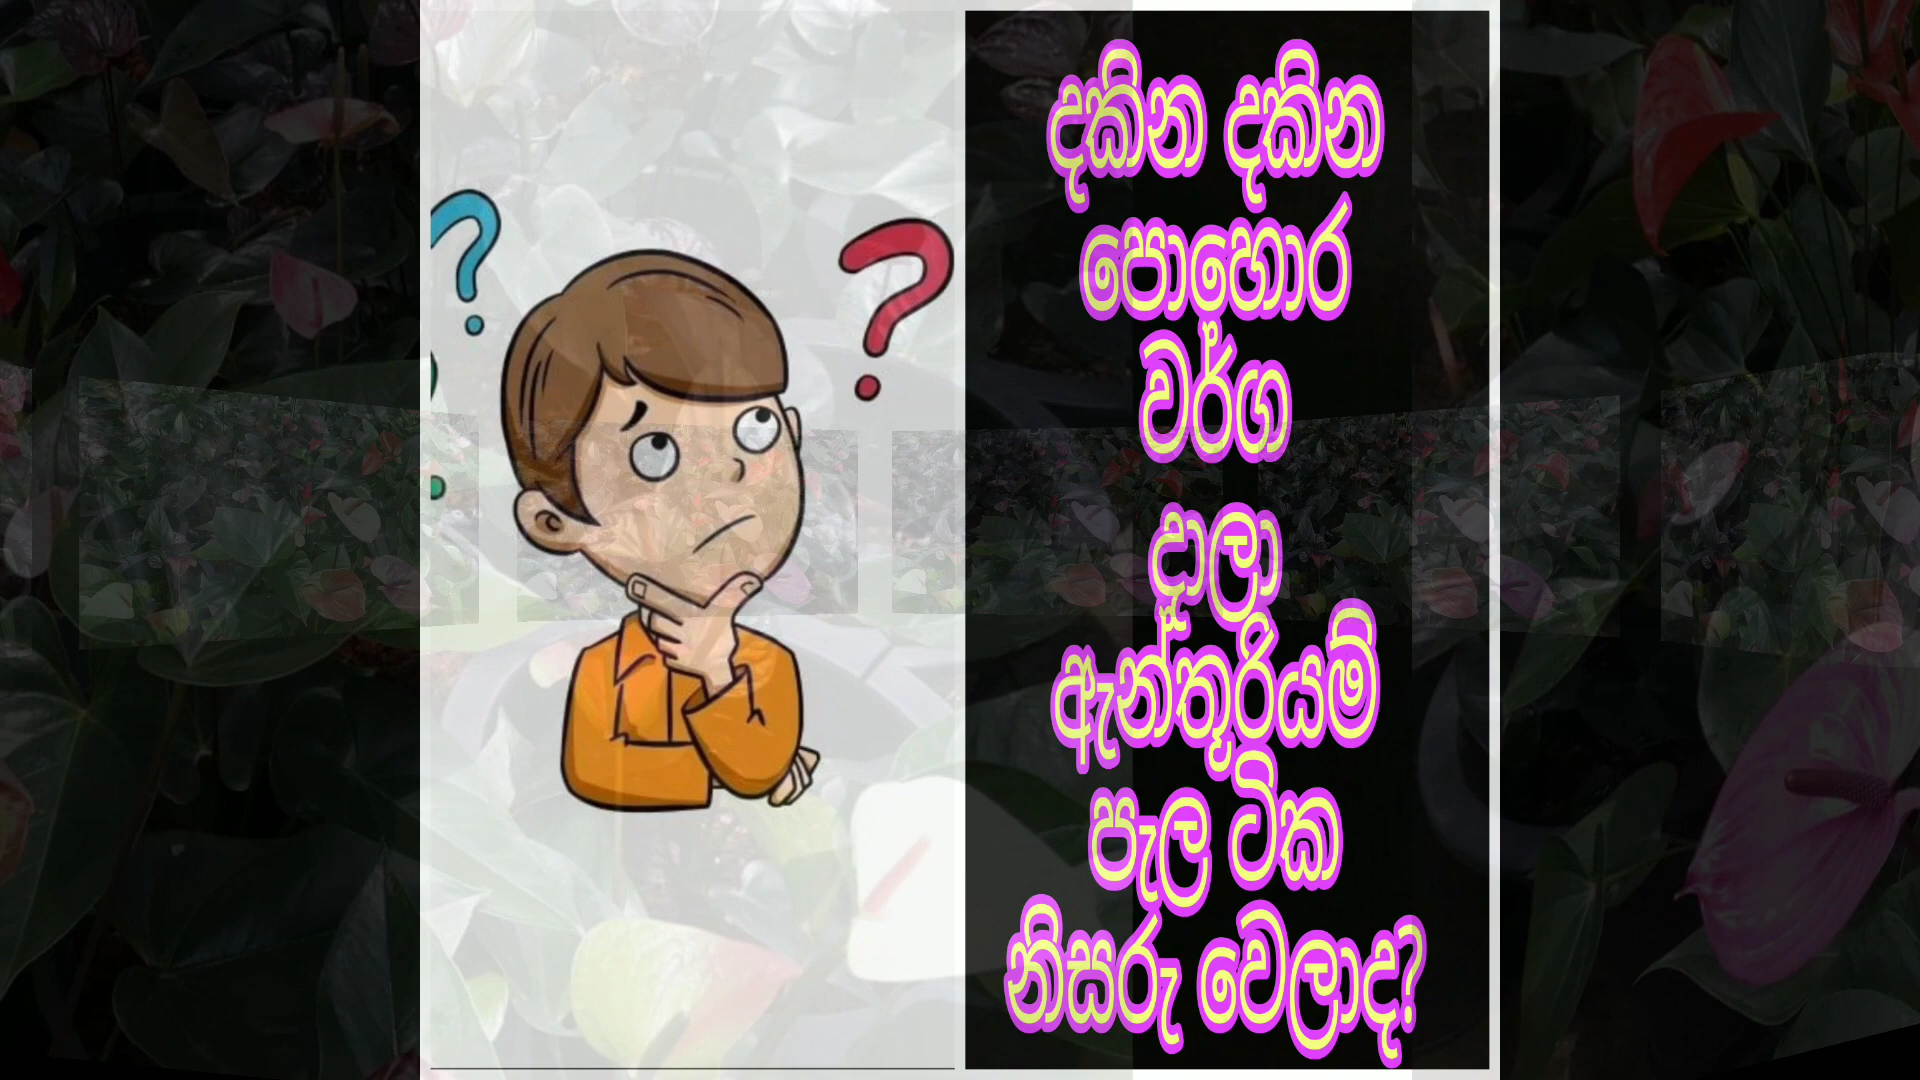 දකින දකින
පොහොර
වර්ග
දාලා
ඇන්තූරියම්
පැල ටික
නිසරු වෙලාද?